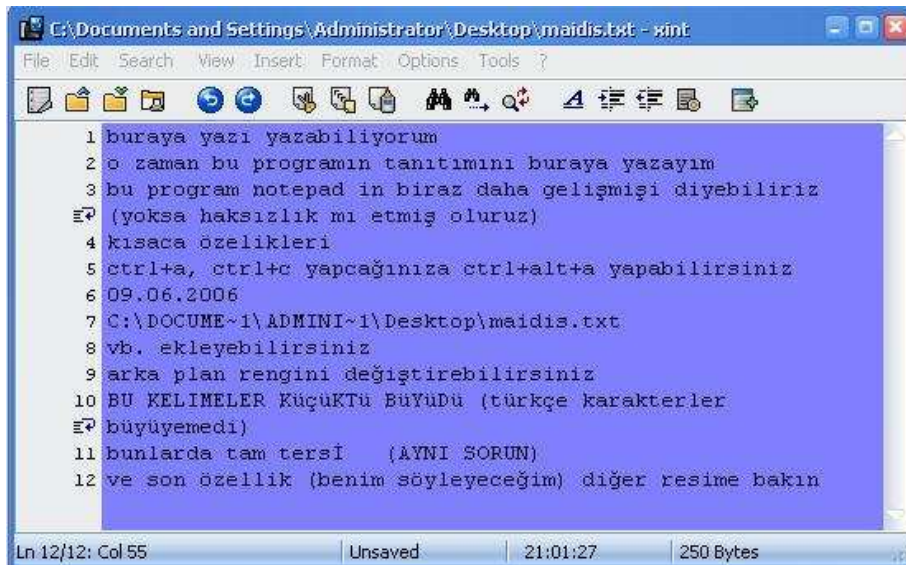 C:\Documents and Settings\Administrator\Desktop\maidis.txt - xint
File Edit Search View Insert Format Options Tools ?
1 buraya yazı yazabiliyorum
2 o zaman bu programın tanıtımını buraya yazayım
3 bu program notepad in biraz daha gelişmişi diyebiliriz
(yoksa haksızlık mı etmiş oluruz)
4 kısaca özelikleri
5 ctrl+a, ctrl+c yapcağınıza ctrl+alt+a yapabilirsiniz
6 09.06.2006
7 C:\DOCUME~1\ADMINI~1\Desktop\maidis.txt
8 vb. ekleyebilirsiniz
9 arka plan rengini değiştirebilirsiniz
10 BU KELIMELER KüçüKTü BüYüDü (türkçe karakterler
büyüyemedi)
11 bunlarda tam tersİ (AYNI SORUN)
12 ve son özellik (benim söyleyeceğim) diğer resime bakın
Ln 12/12: Col 55 Unsaved 21:01:27 250 Bytes